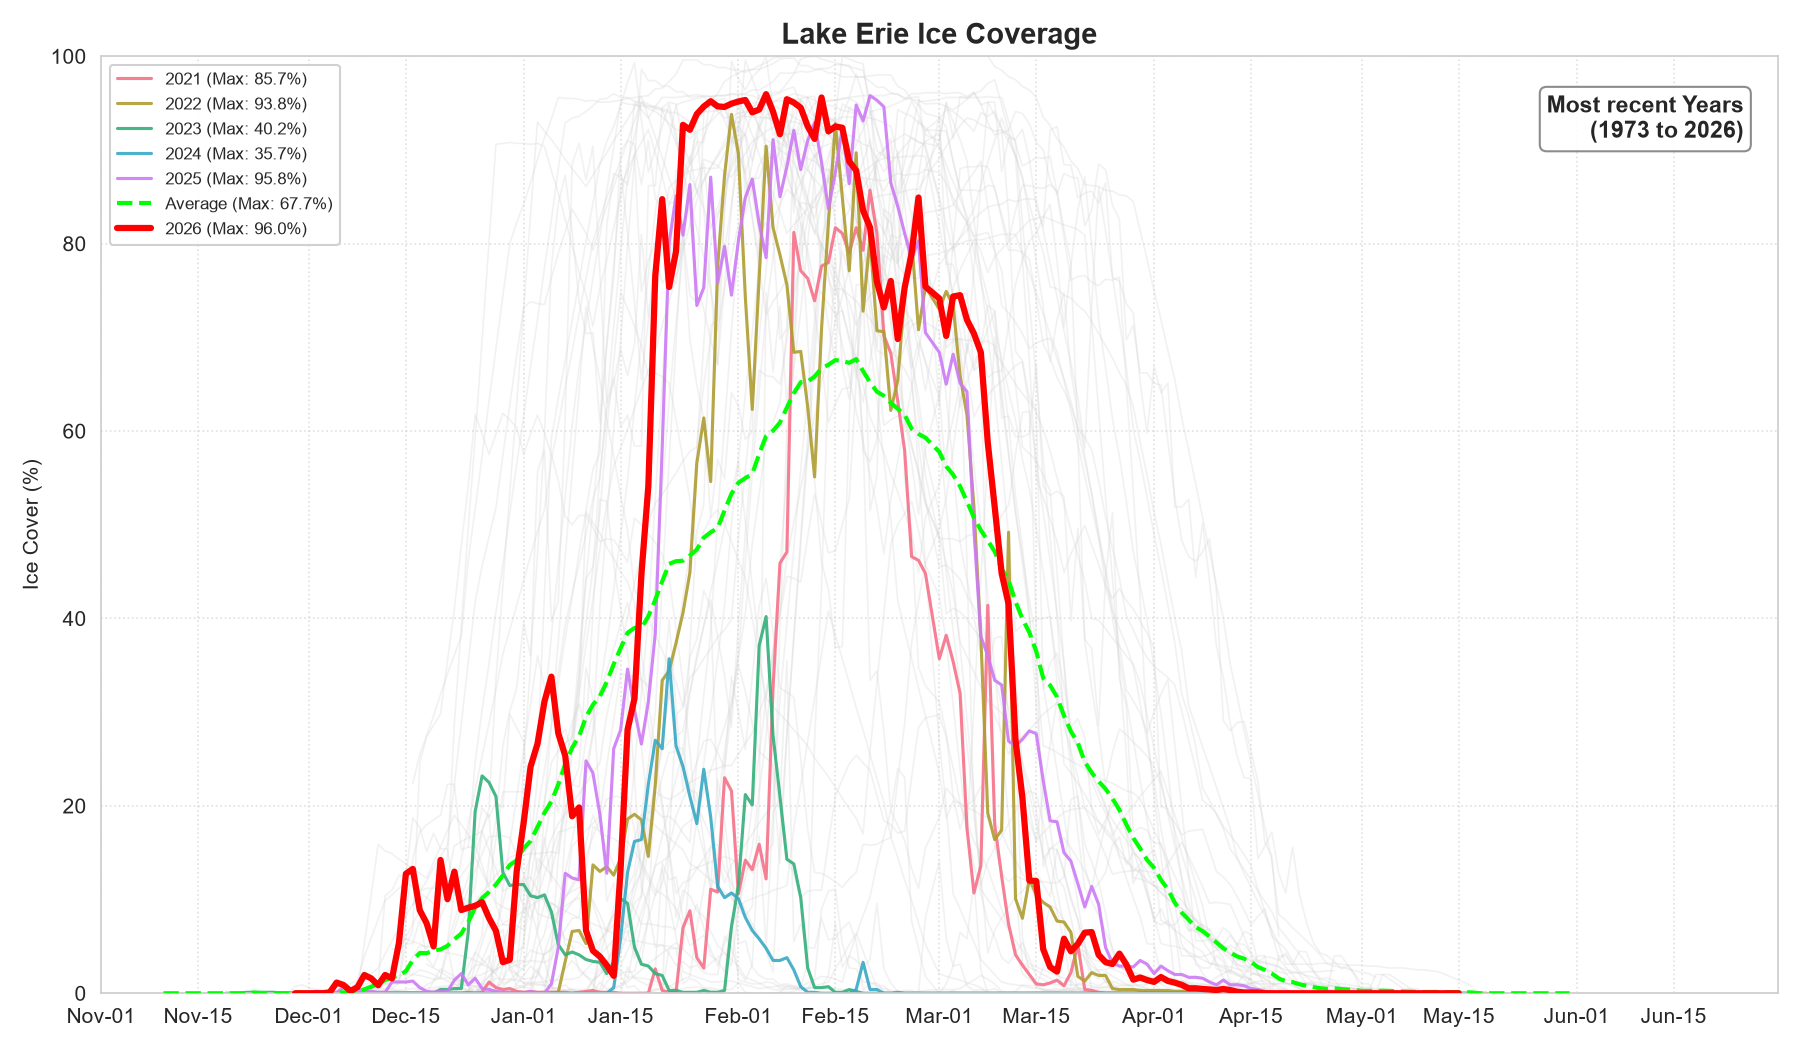 Lake Erie Ice Coverage
2021 (Max: 85.7%)
2022 (Max: 93.8%)
2023 (Max: 40.2%)
2024 (Max: 35.7%)
2025 (Max: 95.8%)
Average (Max: 67.7%)
2026 (Max: 96.0%)
Most recent Years
(1973 to 2026)
Ice Cover (%)
100
80
60
40
20
0
Nov-01 Nov-15 Dec-01 Dec-15 Jan-01 Jan-15 Feb-01 Feb-15 Mar-01 Mar-15 Apr-01 Apr-15 May-01 May-15 Jun-01 Jun-15